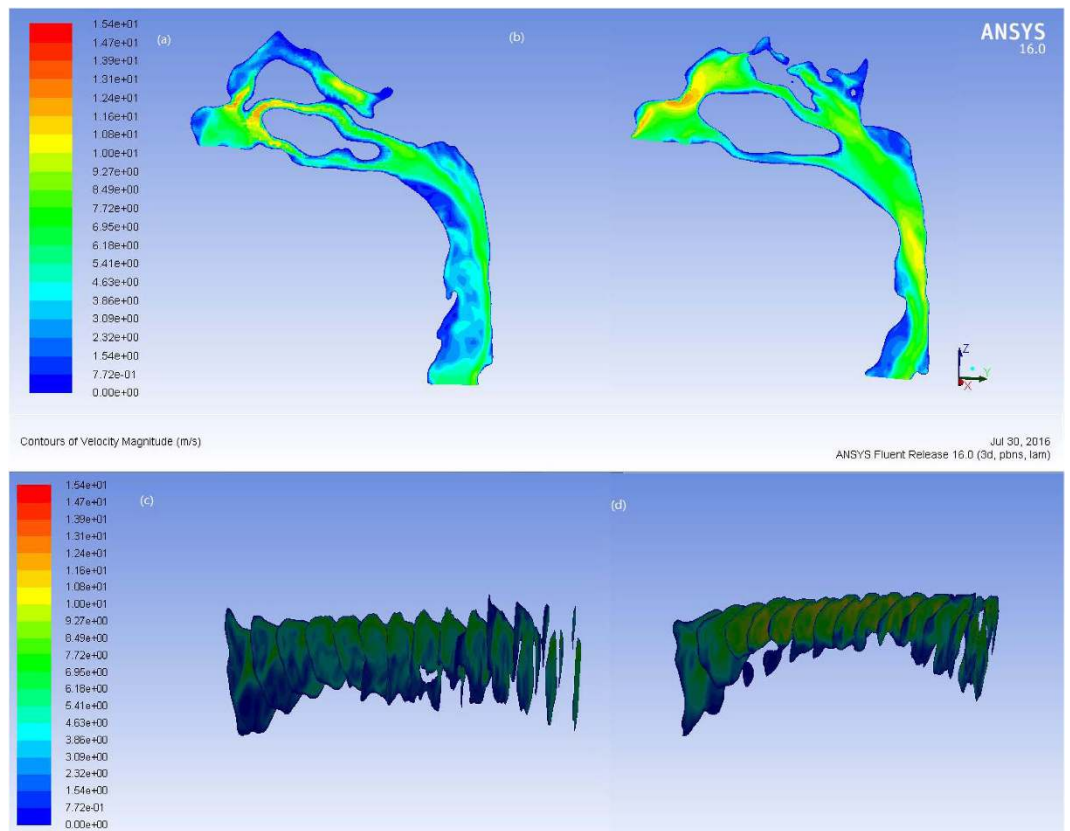 1.54e+01
1.47e+01
1.39e+01
1.31e+01
1.24e+01
1.16e+01
1.08e+01
1.00e+01
9.27e+00
8.49e+00
7.72e+00
6.95e+00
6.18e+00
5.41e+00
4.63e+00
3.86e+00
3.09e+00
2.32e+00
1.54e+00
7.72e-01
0.00e+00
(a)
(b)
ANSYS
16.0
Z
Y
X
Contours of Velocity Magnitude (m/s)
Jul 30, 2016
ANSYS Fluent Release 16.0 (3d, pbns, lam)
1.54e+01
1.47e+01
1.39e+01
1.31e+01
1.24e+01
1.16e+01
1.08e+01
1.00e+01
9.27e+00
8.49e+00
7.72e+00
6.95e+00
6.18e+00
5.41e+00
4.63e+00
3.86e+00
3.09e+00
2.32e+00
1.54e+00
7.72e-01
0.00e+00
(c)
(d)